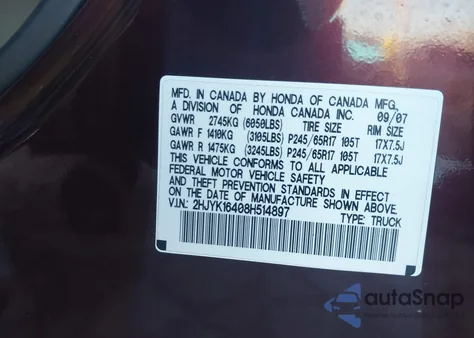 MFD. IN CANADA BY HONDA OF CANADA MFG.
A DIVISION OF HONDA CANADA INC. 09/07
GVWR 2745KG (6050LBS) TIRE SIZE RIM SIZE
GAWR F 1410KG (3105LBS) P245/65R17 105T 17X7.5J
GAWR R 1475KG (3245LBS) P245/65R17 105T 17X7.5J
THIS VEHICLE CONFORMS TO ALL APPLICABLE
FEDERAL MOTOR VEHICLE SAFETY
AND THEFT PREVENTION STANDARDS IN EFFECT
ON THE DATE OF MANUFACTURE SHOWN ABOVE.
V.I.N: 2HJYK16408H514897 TYPE: TRUCK
autaSnap